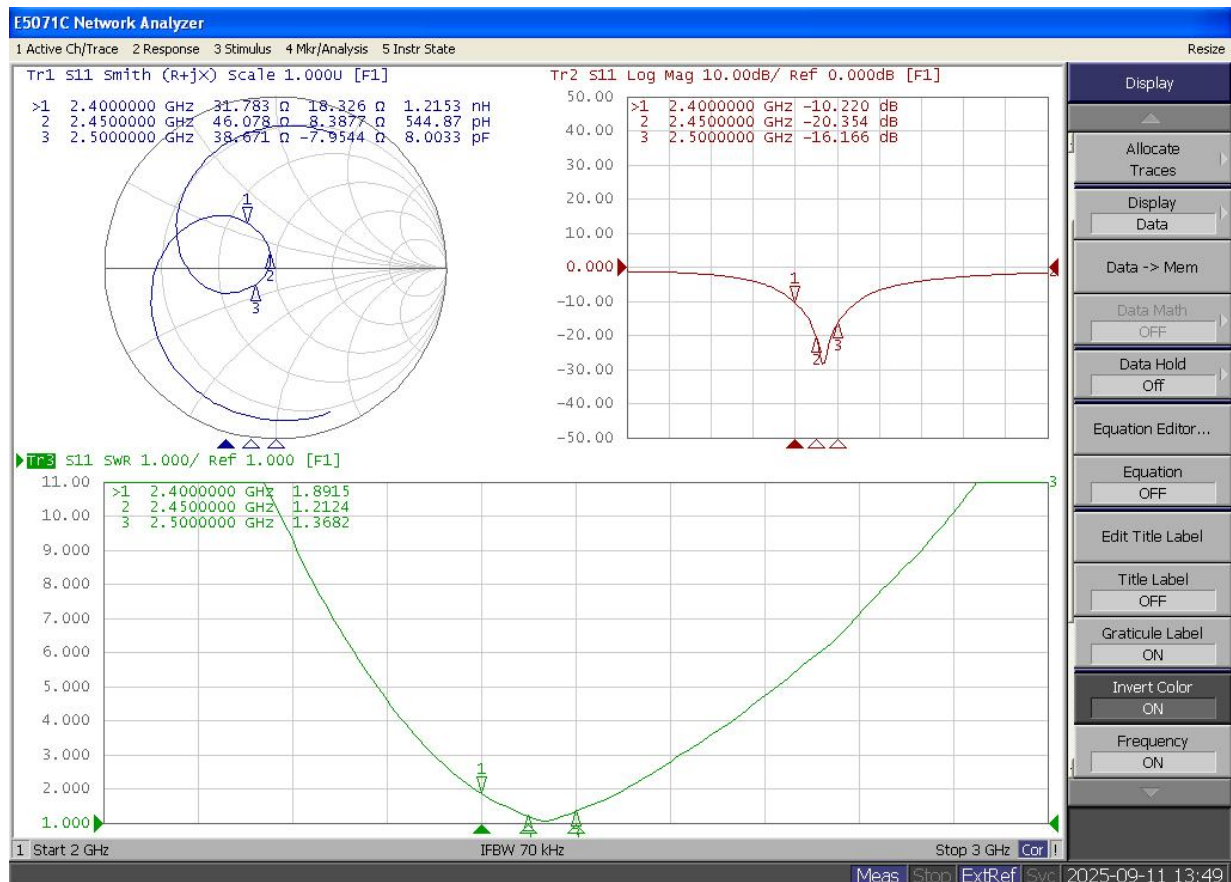 E5071C Network Analyzer
1 Active Ch/Trace 2 Response 3 Stimulus 4 Mkr/Analysis 5 Instr State Resize
Tr1 S11 Smith (R+jX) Scale 1.000U [F1]
>1 2.4000000 GHz 31.783 Ω 18.326 Ω 1.2153 nH
2 2.4500000 GHz 46.078 Ω 8.3877 Ω 544.87 pH
3 2.5000000 GHz 38.671 Ω -7.9544 Ω 8.0033 pF
1
2
3
Tr2 S11 Log Mag 10.00dB/ Ref 0.000dB [F1]
50.00
>1 2.4000000 GHz -10.220 dB
2 2.4500000 GHz -20.354 dB
3 2.5000000 GHz -16.166 dB
40.00
30.00
20.00
10.00
0.000
-10.00
-20.00
-30.00
-40.00
-50.00
1
2
3
Tr3 S11 SWR 1.000/ Ref 1.000 [F1]
11.00
>1 2.4000000 GHz 1.8915
2 2.4500000 GHz 1.2124
3 2.5000000 GHz 1.3682
3
10.00
9.000
8.000
7.000
6.000
5.000
4.000
3.000
2.000
1.000
1
1 Start 2 GHz IFBW 70 kHz Stop 3 GHz Cor !
Display
Allocate
Traces
Display
Data
Data -> Mem
Data Math
OFF
Data Hold
Off
Equation Editor...
Equation
OFF
Edit Title Label
Title Label
OFF
Graticule Label
ON
Invert Color
ON
Frequency
ON
Meas Stop ExtRef Svc 2025-09-11 13:49